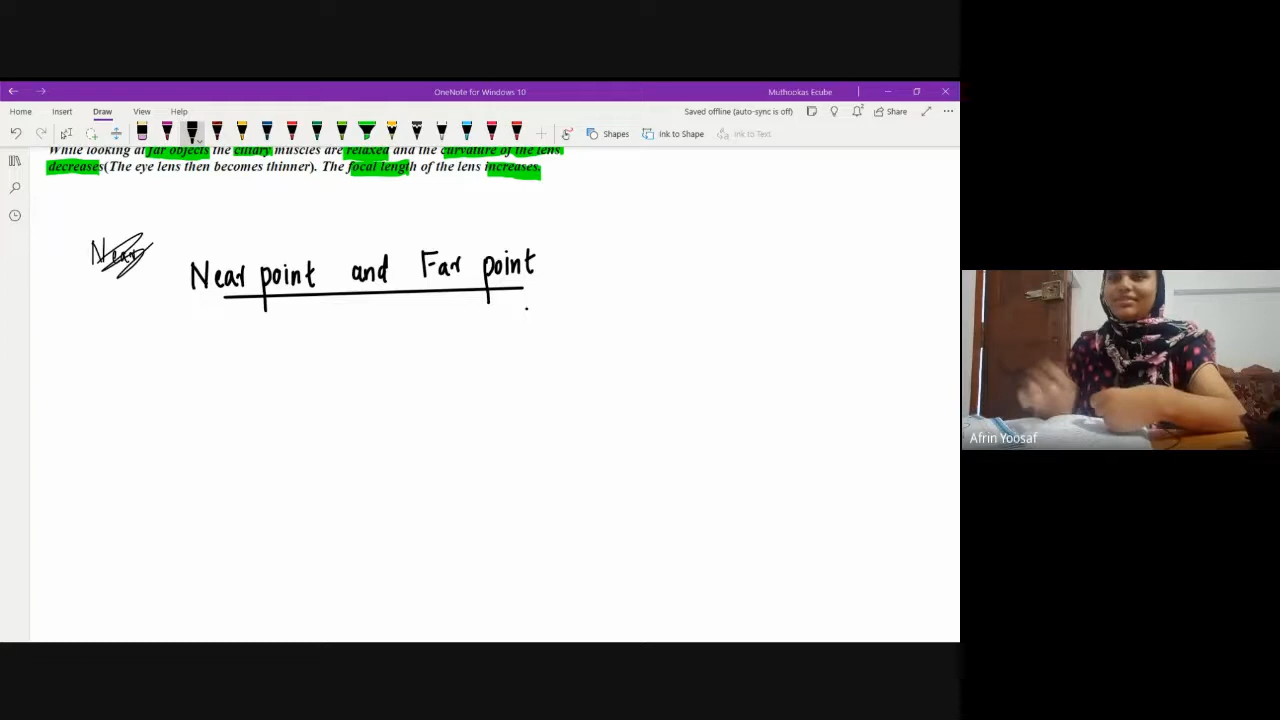 OneNote for Windows 10
Muthookas Ecube
Home Insert Draw View Help
Saved offline (auto-sync is off)
Share
Shapes
Ink to Shape
Ink to Text
While looking at far objects the ciliary muscles are relaxed and the curvature of the lens
decreases(The eye lens then becomes thinner). The focal length of the lens increases.
Near
Near point and Far point
Afrin Yoosaf